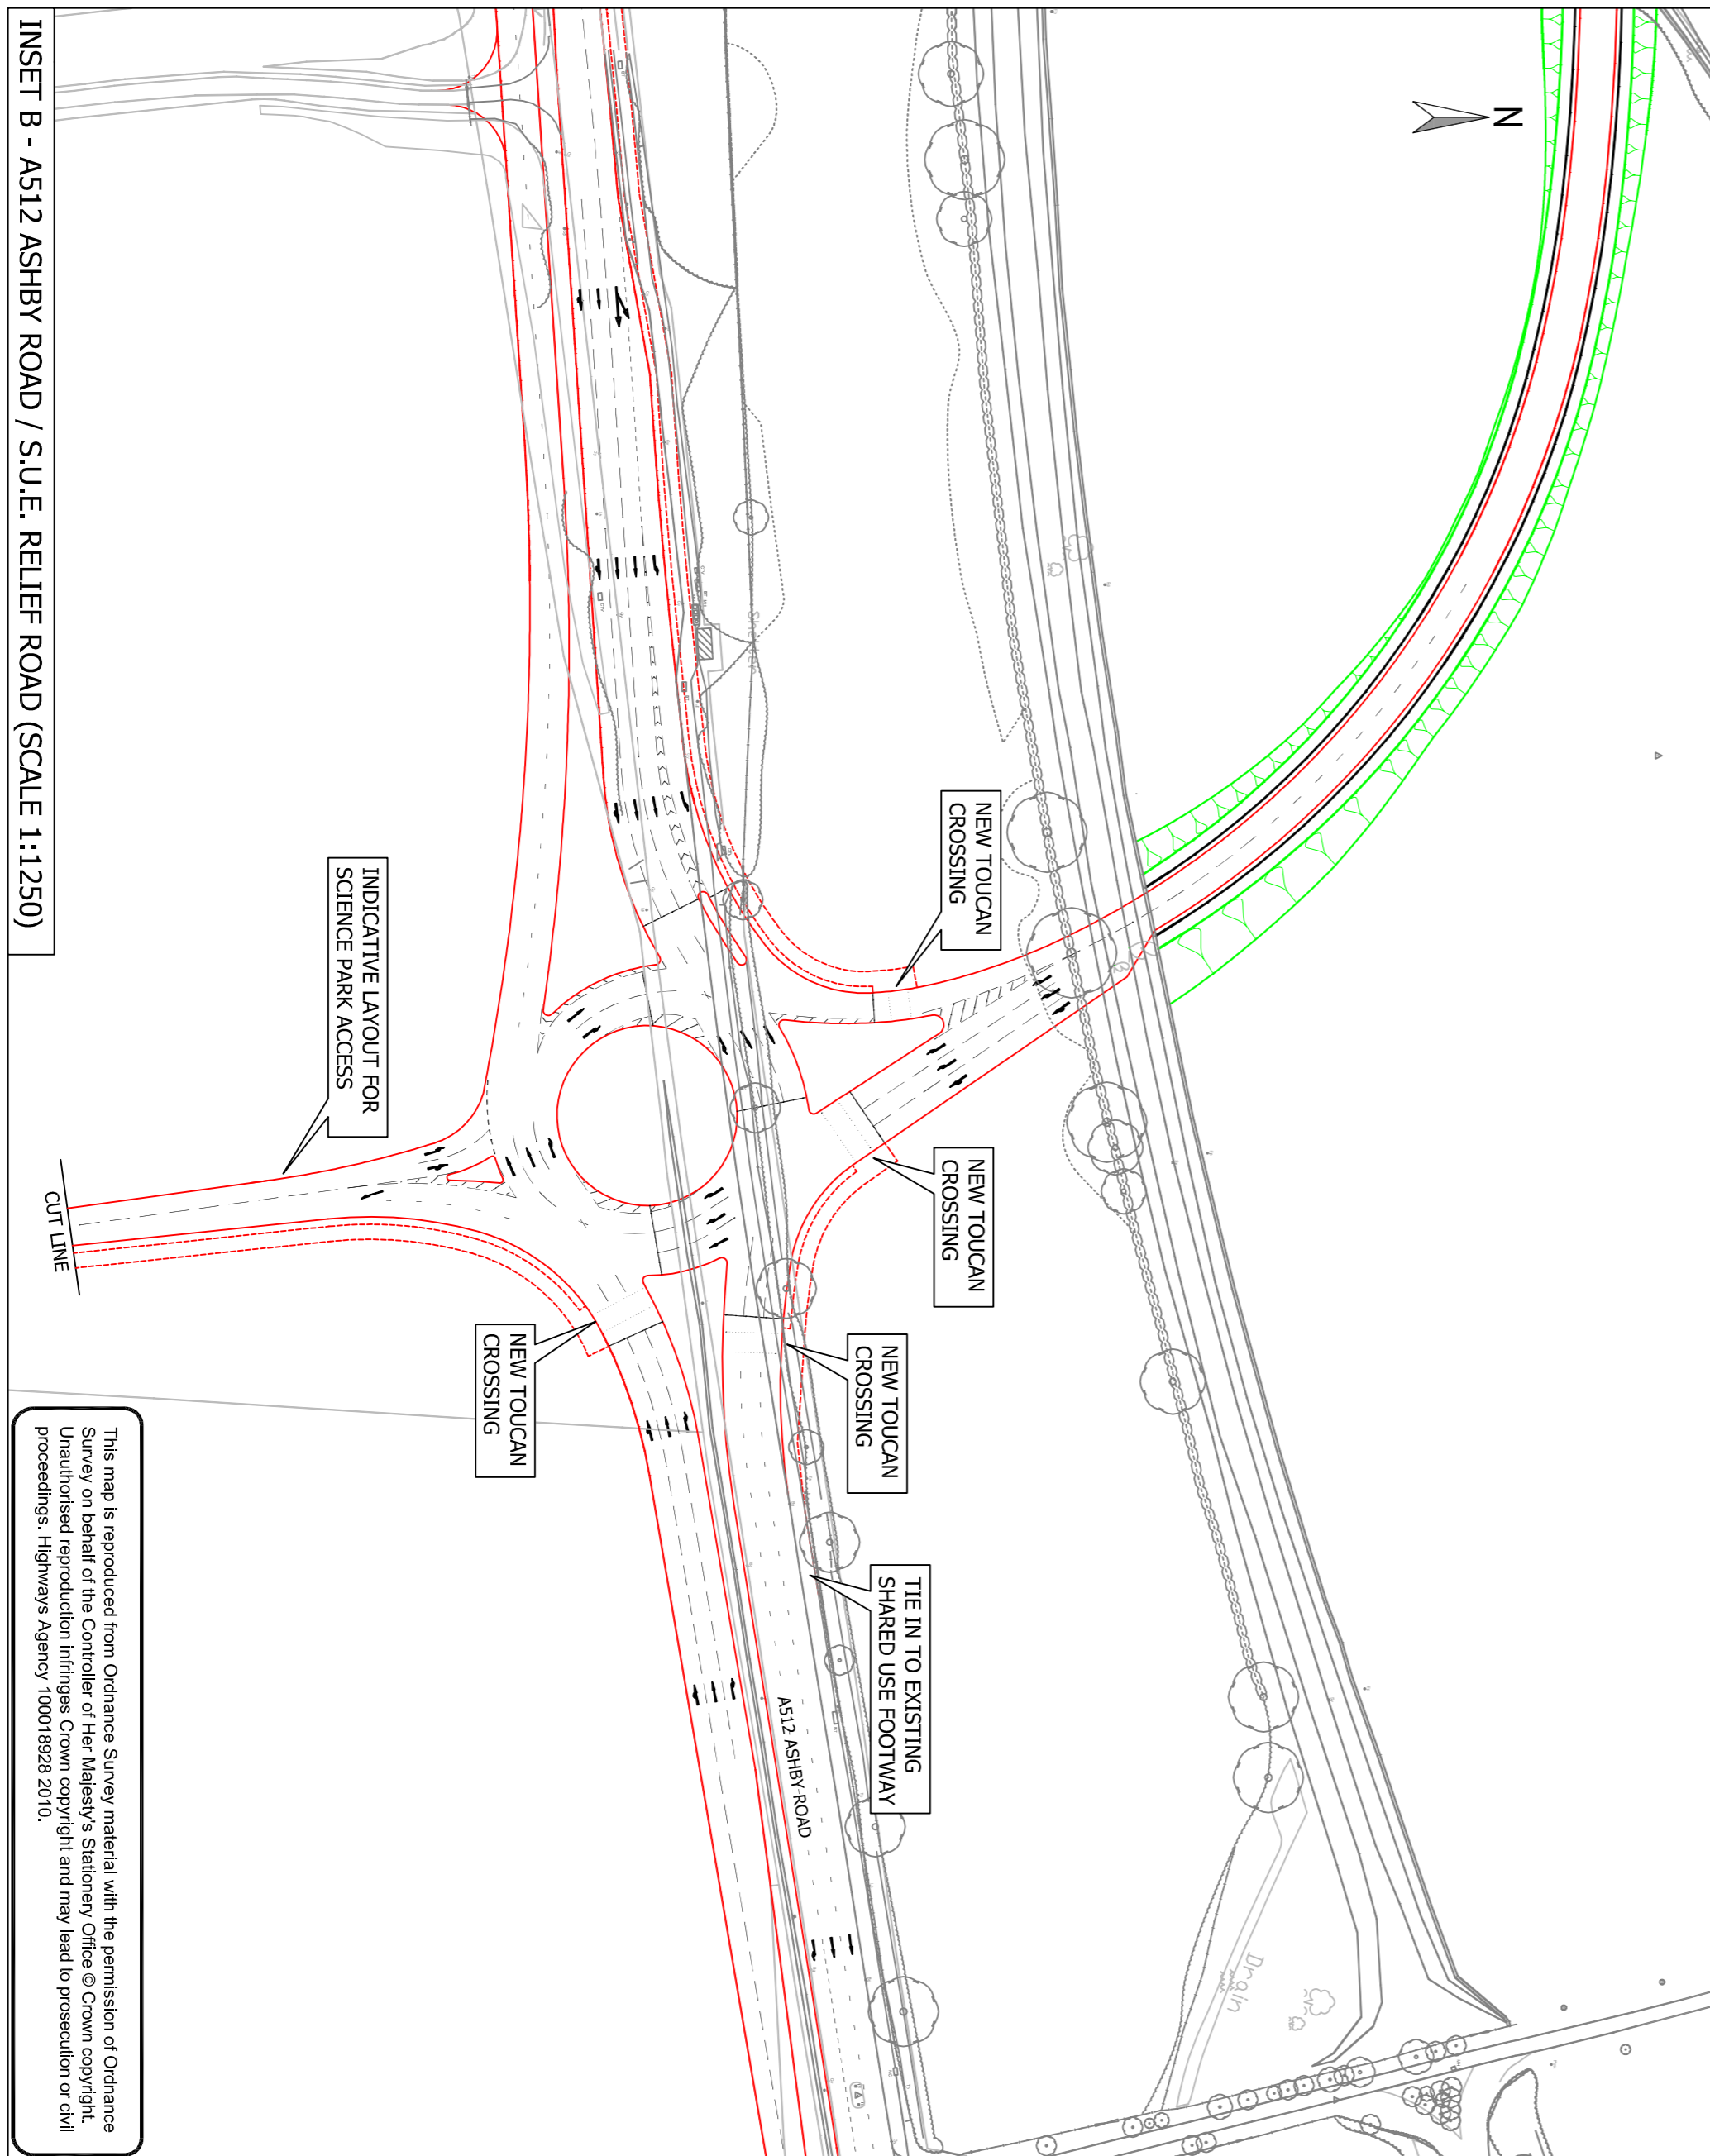 N
NEW TOUCAN
CROSSING
NEW TOUCAN
CROSSING
NEW TOUCAN
CROSSING
TIE IN TO EXISTING
SHARED USE FOOTWAY
Drain
A512 ASHBY ROAD
NEW TOUCAN
CROSSING
INDICATIVE LAYOUT FOR
SCIENCE PARK ACCESS
CUT LINE
INSET B - A512 ASHBY ROAD / S.U.E. RELIEF ROAD (SCALE 1:1250)
This map is reproduced from Ordnance Survey material with the permission of Ordnance
Survey on behalf of the Controller of Her Majesty's Stationery Office © Crown copyright.
Unauthorised reproduction infringes Crown copyright and may lead to prosecution or civil
proceedings. Highways Agency 100018928 2010.